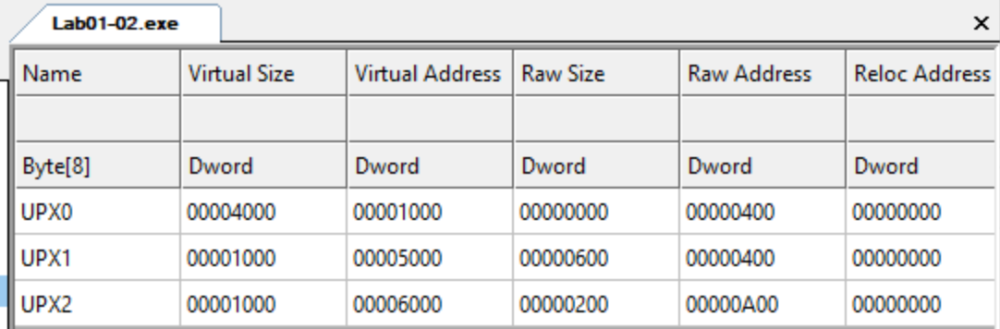 Lab01-02.exe
Name Virtual Size Virtual Address Raw Size Raw Address Reloc Address
Byte[8] Dword Dword Dword Dword Dword
UPX0 00004000 00001000 00000000 00000400 00000000
UPX1 00001000 00005000 00000600 00000400 00000000
UPX2 00001000 00006000 00000200 00000A00 00000000